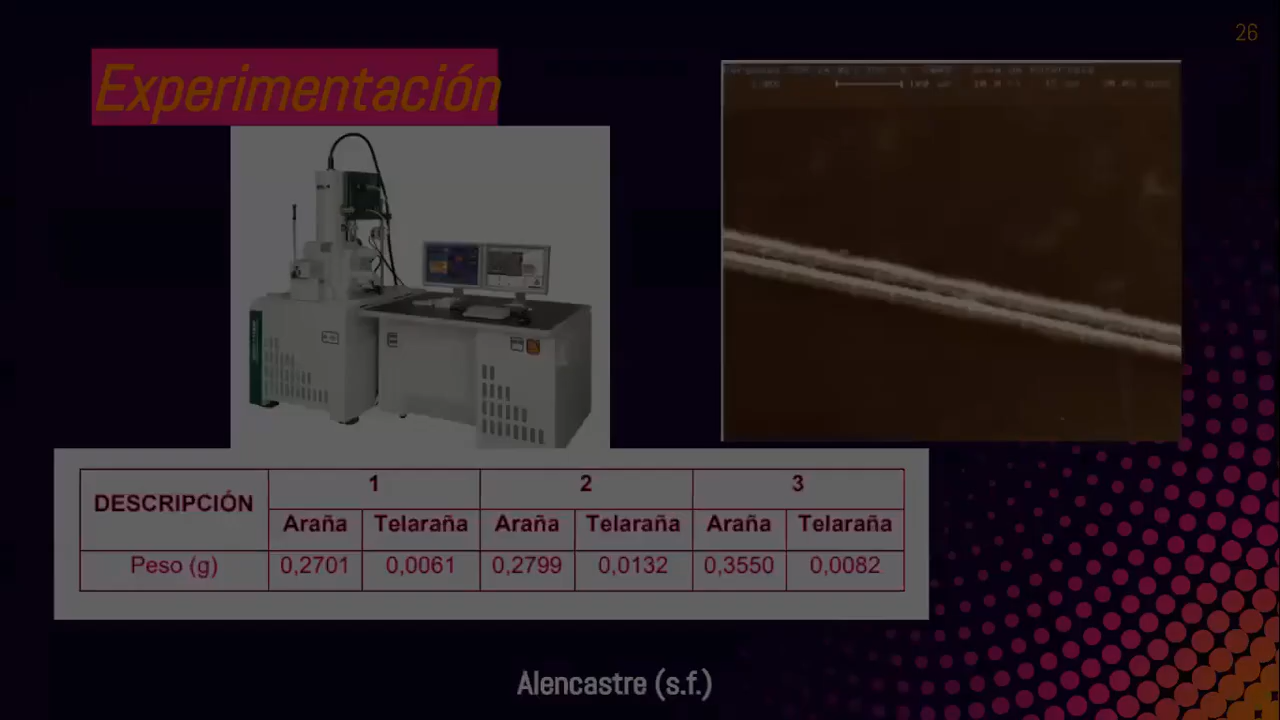 26
Experimentación
DESCRIPCIÓN 1 2 3
Araña Telaraña Araña Telaraña Araña Telaraña
Peso (g) 0,2701 0,0061 0,2799 0,0132 0,3550 0,0082
Alencastre (s.f.)